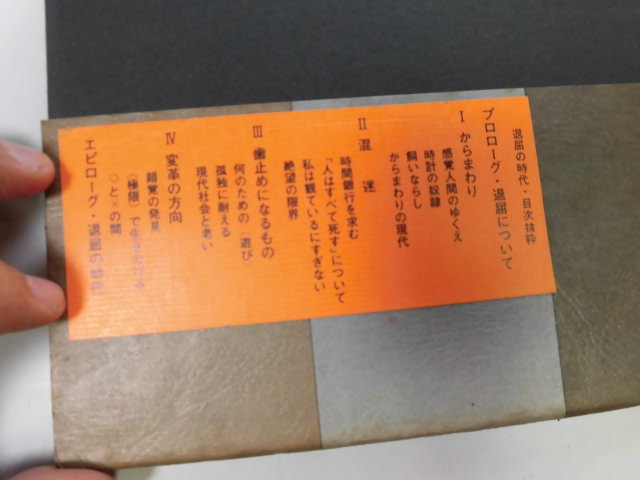 退屈の時代・目次抜粋
プロローグ・退屈について
Ⅰ からまわり
感覚人間のゆくえ
時計の奴隷
飼いならし
からまわりの現代
Ⅱ 混迷
時間銀行を求む
「人はすべて死す」について
私は観ているにすぎない
絶望の限界
Ⅲ 歯止めになるもの
何のための〈遊び〉
孤独に耐える
現代社会と老い
Ⅳ 変革の方向
錯覚の発見
〈極限〉で生きのびる
○と×の間
エピローグ・退屈の時代